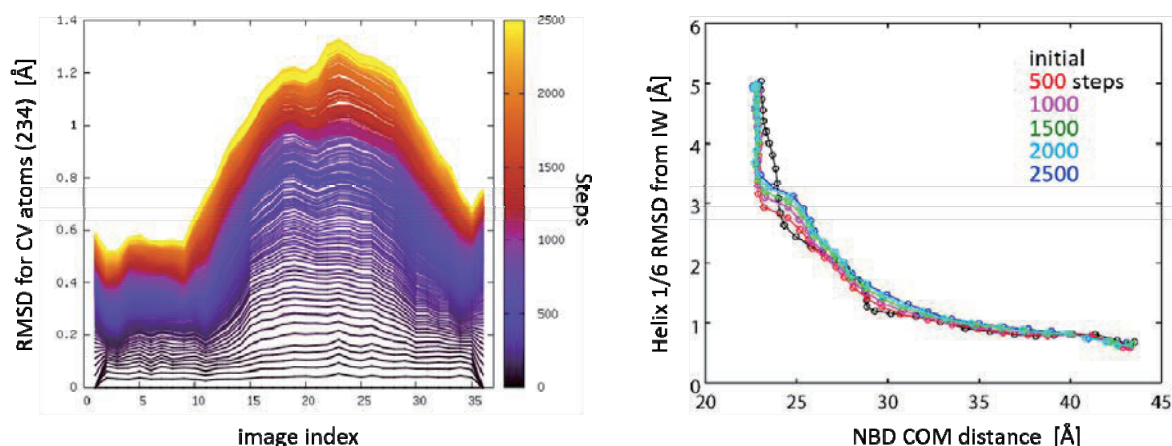 RMSD for CV atoms (234) [Å]
1.4
1.2
1
0.8
0.6
0.4
0.2
0
0 5 10 15 20 25 30 35 40
image index
2500
2000
1500
1000
500
0
Steps
Helix 1/6 RMSD from IW [Å]
6
5
4
3
2
1
0
20 25 30 35 40 45
NBD COM distance [Å]
initial
500 steps
1000
1500
2000
2500